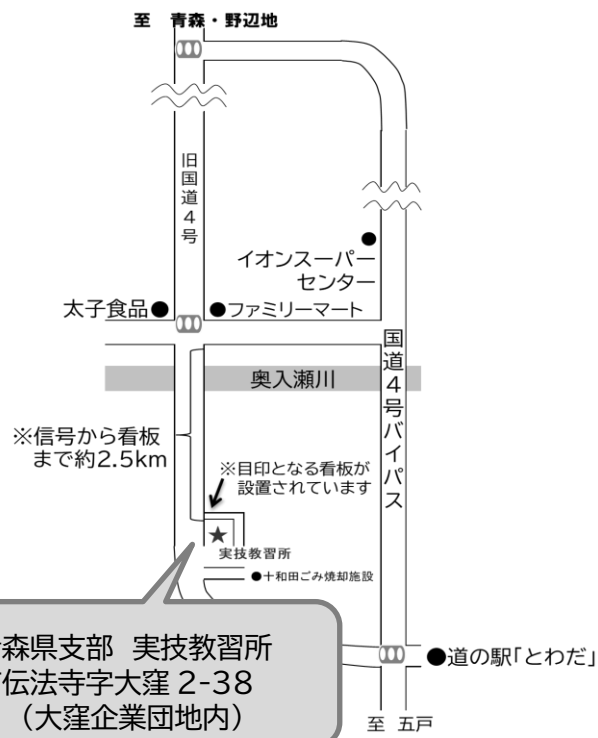 至 青森・野辺地
旧国道4号
イオンスーパー
センター
太子食品
ファミリーマート
国道4号バイパス
奥入瀬川
※信号から看板
まで約2.5km
※目印となる看板が
設置されています
★
実技教習所
十和田ごみ焼却施設
森県支部 実技教習所
伝法寺字大窪 2-38
（大窪企業団地内）
道の駅「とわだ」
至 五戸